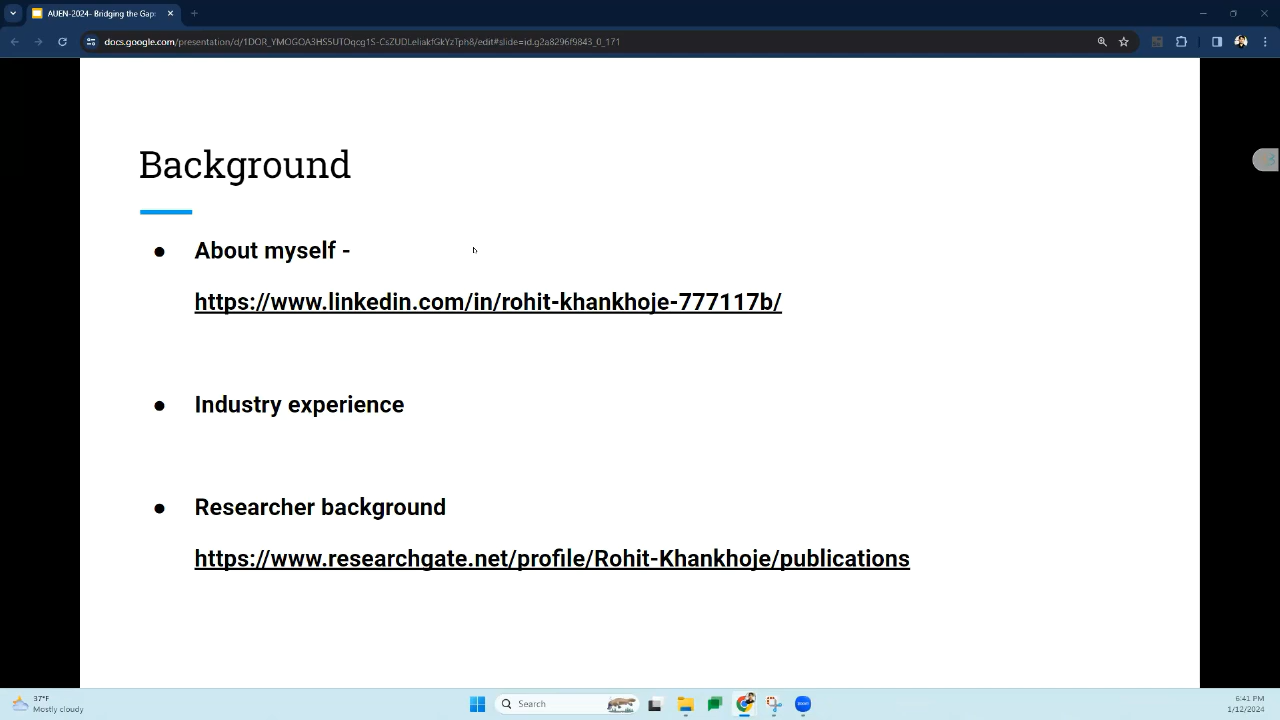 AUEN-2024- Bridging the Gap:
docs.google.com/presentation/d/1DOR_YMOGOA3HS5UTOqcg1S-CsZUDLeliakfGkYzTph8/edit#slide=id.g2a8296f9843_0_171
Background
● About myself -
https://www.linkedin.com/in/rohit-khankhoje-777117b/
● Industry experience
● Researcher background
https://www.researchgate.net/profile/Rohit-Khankhoje/publications
37°F
Mostly cloudy
Search
zoom
6:41 PM
1/12/2024